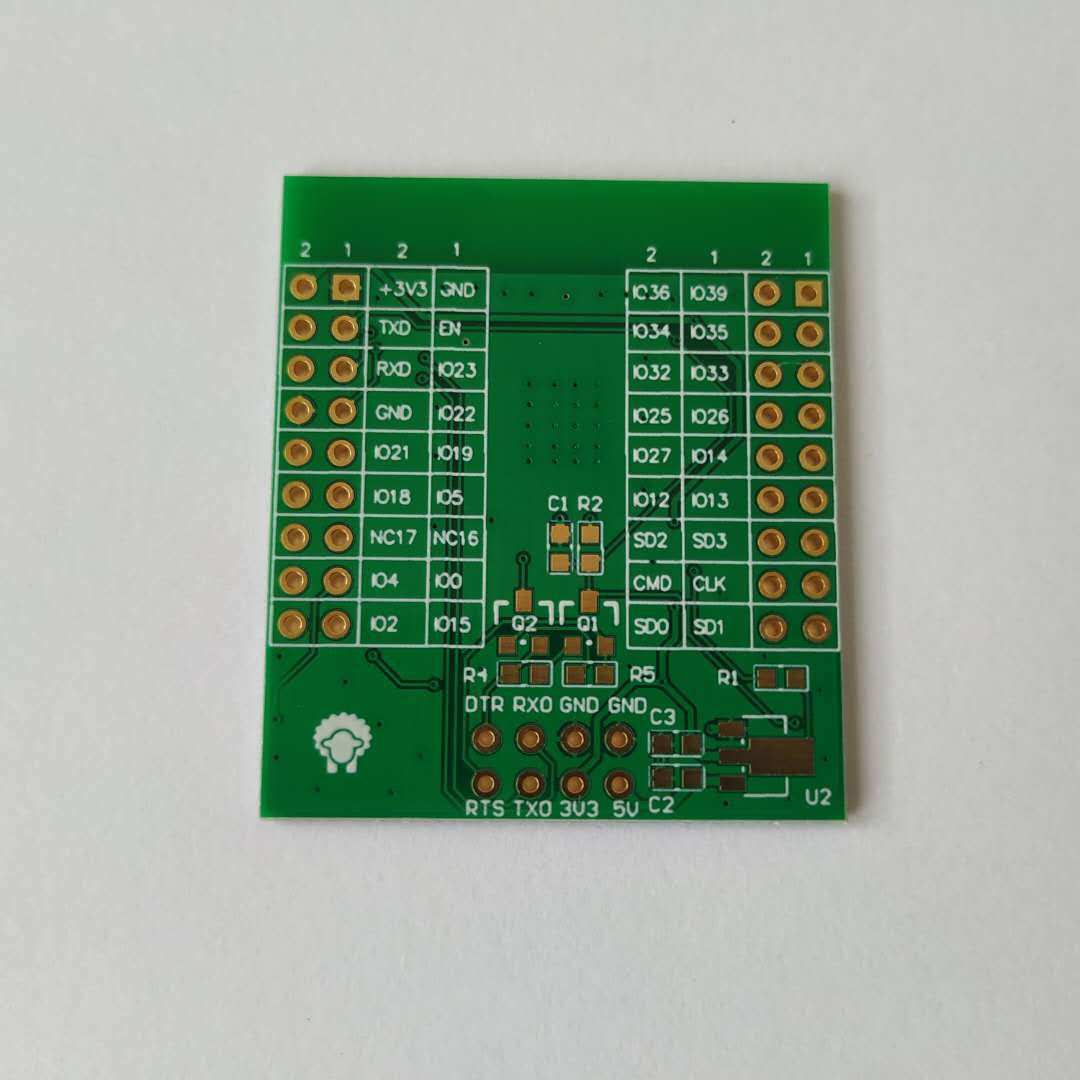 2 1 2 1 2 1 2 1
+3V3 GND IO36 IO39
TXD EN IO34 IO35
RXD IO23 IO32 IO33
GND IO22 IO25 IO26
IO21 IO19 IO27 IO14
IO18 IO5 IO12 IO13
C1 R2
NC17 NC16 SD2 SD3
IO4 IO0 CMD CLK
IO2 IO15 Q2 Q1 SD0 SD1
R4 R5 R1
DTR RXO GND GND C3
RTS TXO 3V3 5V C2 U2